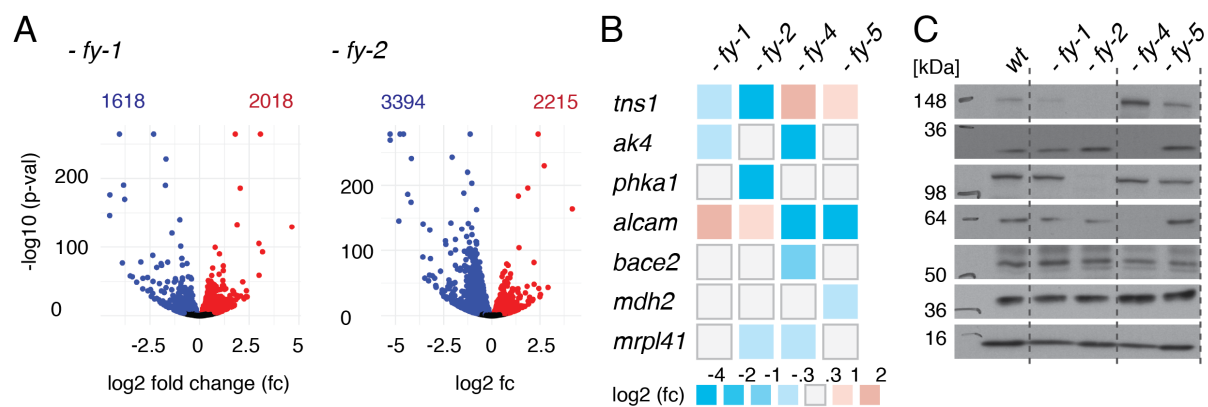 A
- fy-1
- fy-2
1618
2018
3394
2215
-log10 (p-val)
200
100
0
200
150
100
50
0
-2.5
0
2.5
5
-5
-2.5
0
2.5
5
log2 fold change (fc)
log2 fc
B
- fy-1
- fy-2
- fy-4
- fy-5
tns1
ak4
phka1
alcam
bace2
mdh2
mrpl41
-4
-2
-1
-.3
.3
1
2
log2 (fc)
C
[kDa]
wt
- fy-1
- fy-2
- fy-4
- fy-5
148
36
98
64
50
36
16